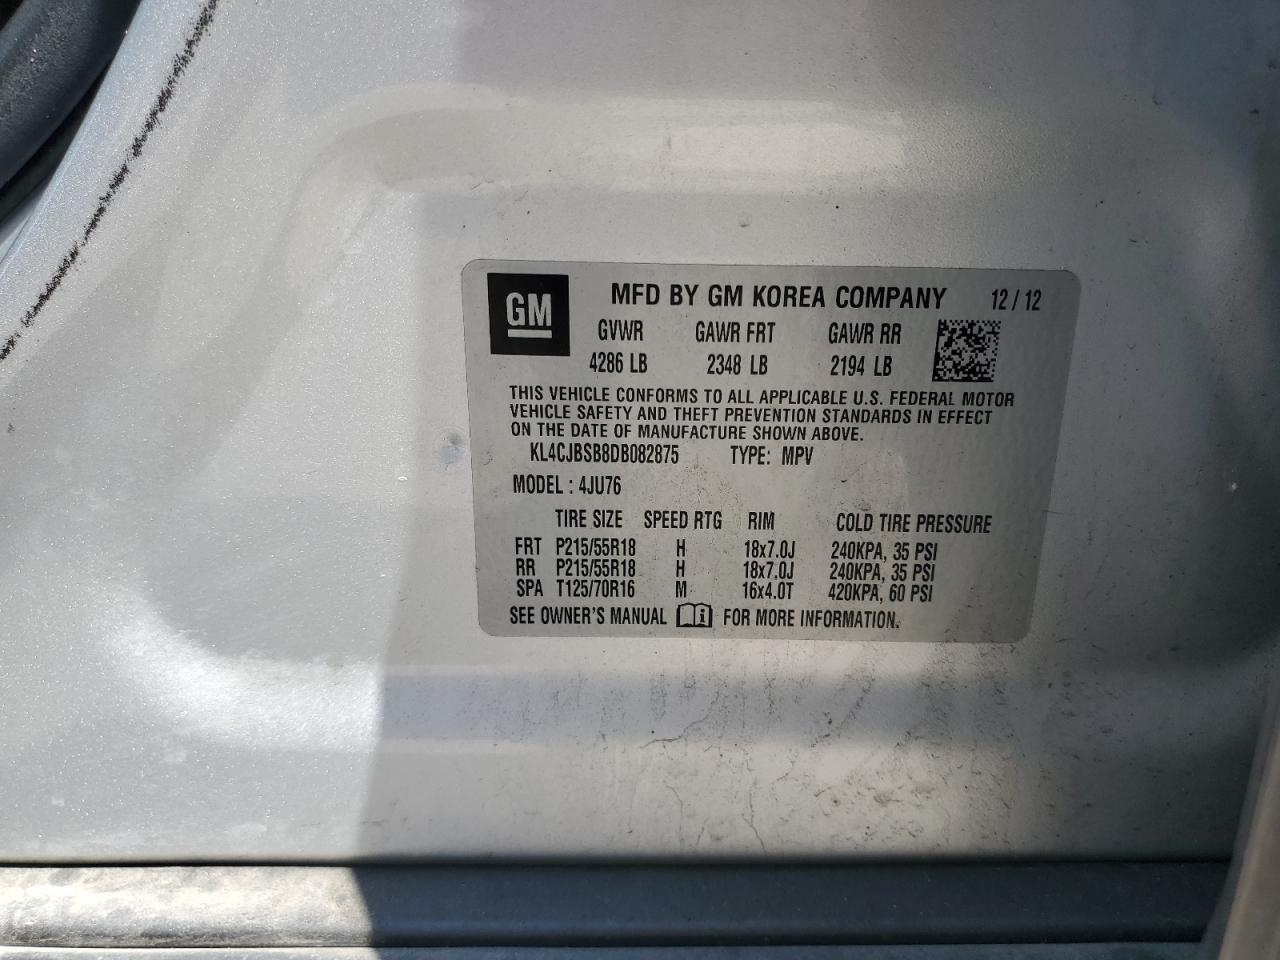 GM MFD BY GM KOREA COMPANY 12 / 12
GVWR GAWR FRT GAWR RR
4286 LB 2348 LB 2194 LB
THIS VEHICLE CONFORMS TO ALL APPLICABLE U.S. FEDERAL MOTOR
VEHICLE SAFETY AND THEFT PREVENTION STANDARDS IN EFFECT
ON THE DATE OF MANUFACTURE SHOWN ABOVE.
KL4CJBSB8DB082875 TYPE: MPV
MODEL : 4JU76
TIRE SIZE SPEED RTG RIM COLD TIRE PRESSURE
FRT P215/55R18 H 18x7.0J 240KPA, 35 PSI
RR P215/55R18 H 18x7.0J 240KPA, 35 PSI
SPA T125/70R16 M 16x4.0T 420KPA, 60 PSI
SEE OWNER'S MANUAL i FOR MORE INFORMATION.